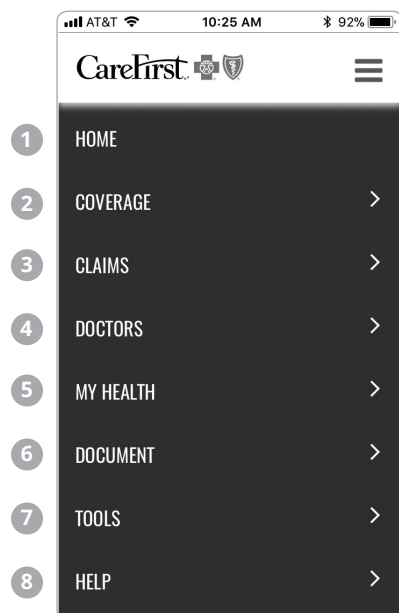 AT&T 10:25 AM 92%
CareFirst
1 HOME
2 COVERAGE
3 CLAIMS
4 DOCTORS
5 MY HEALTH
6 DOCUMENT
7 TOOLS
8 HELP